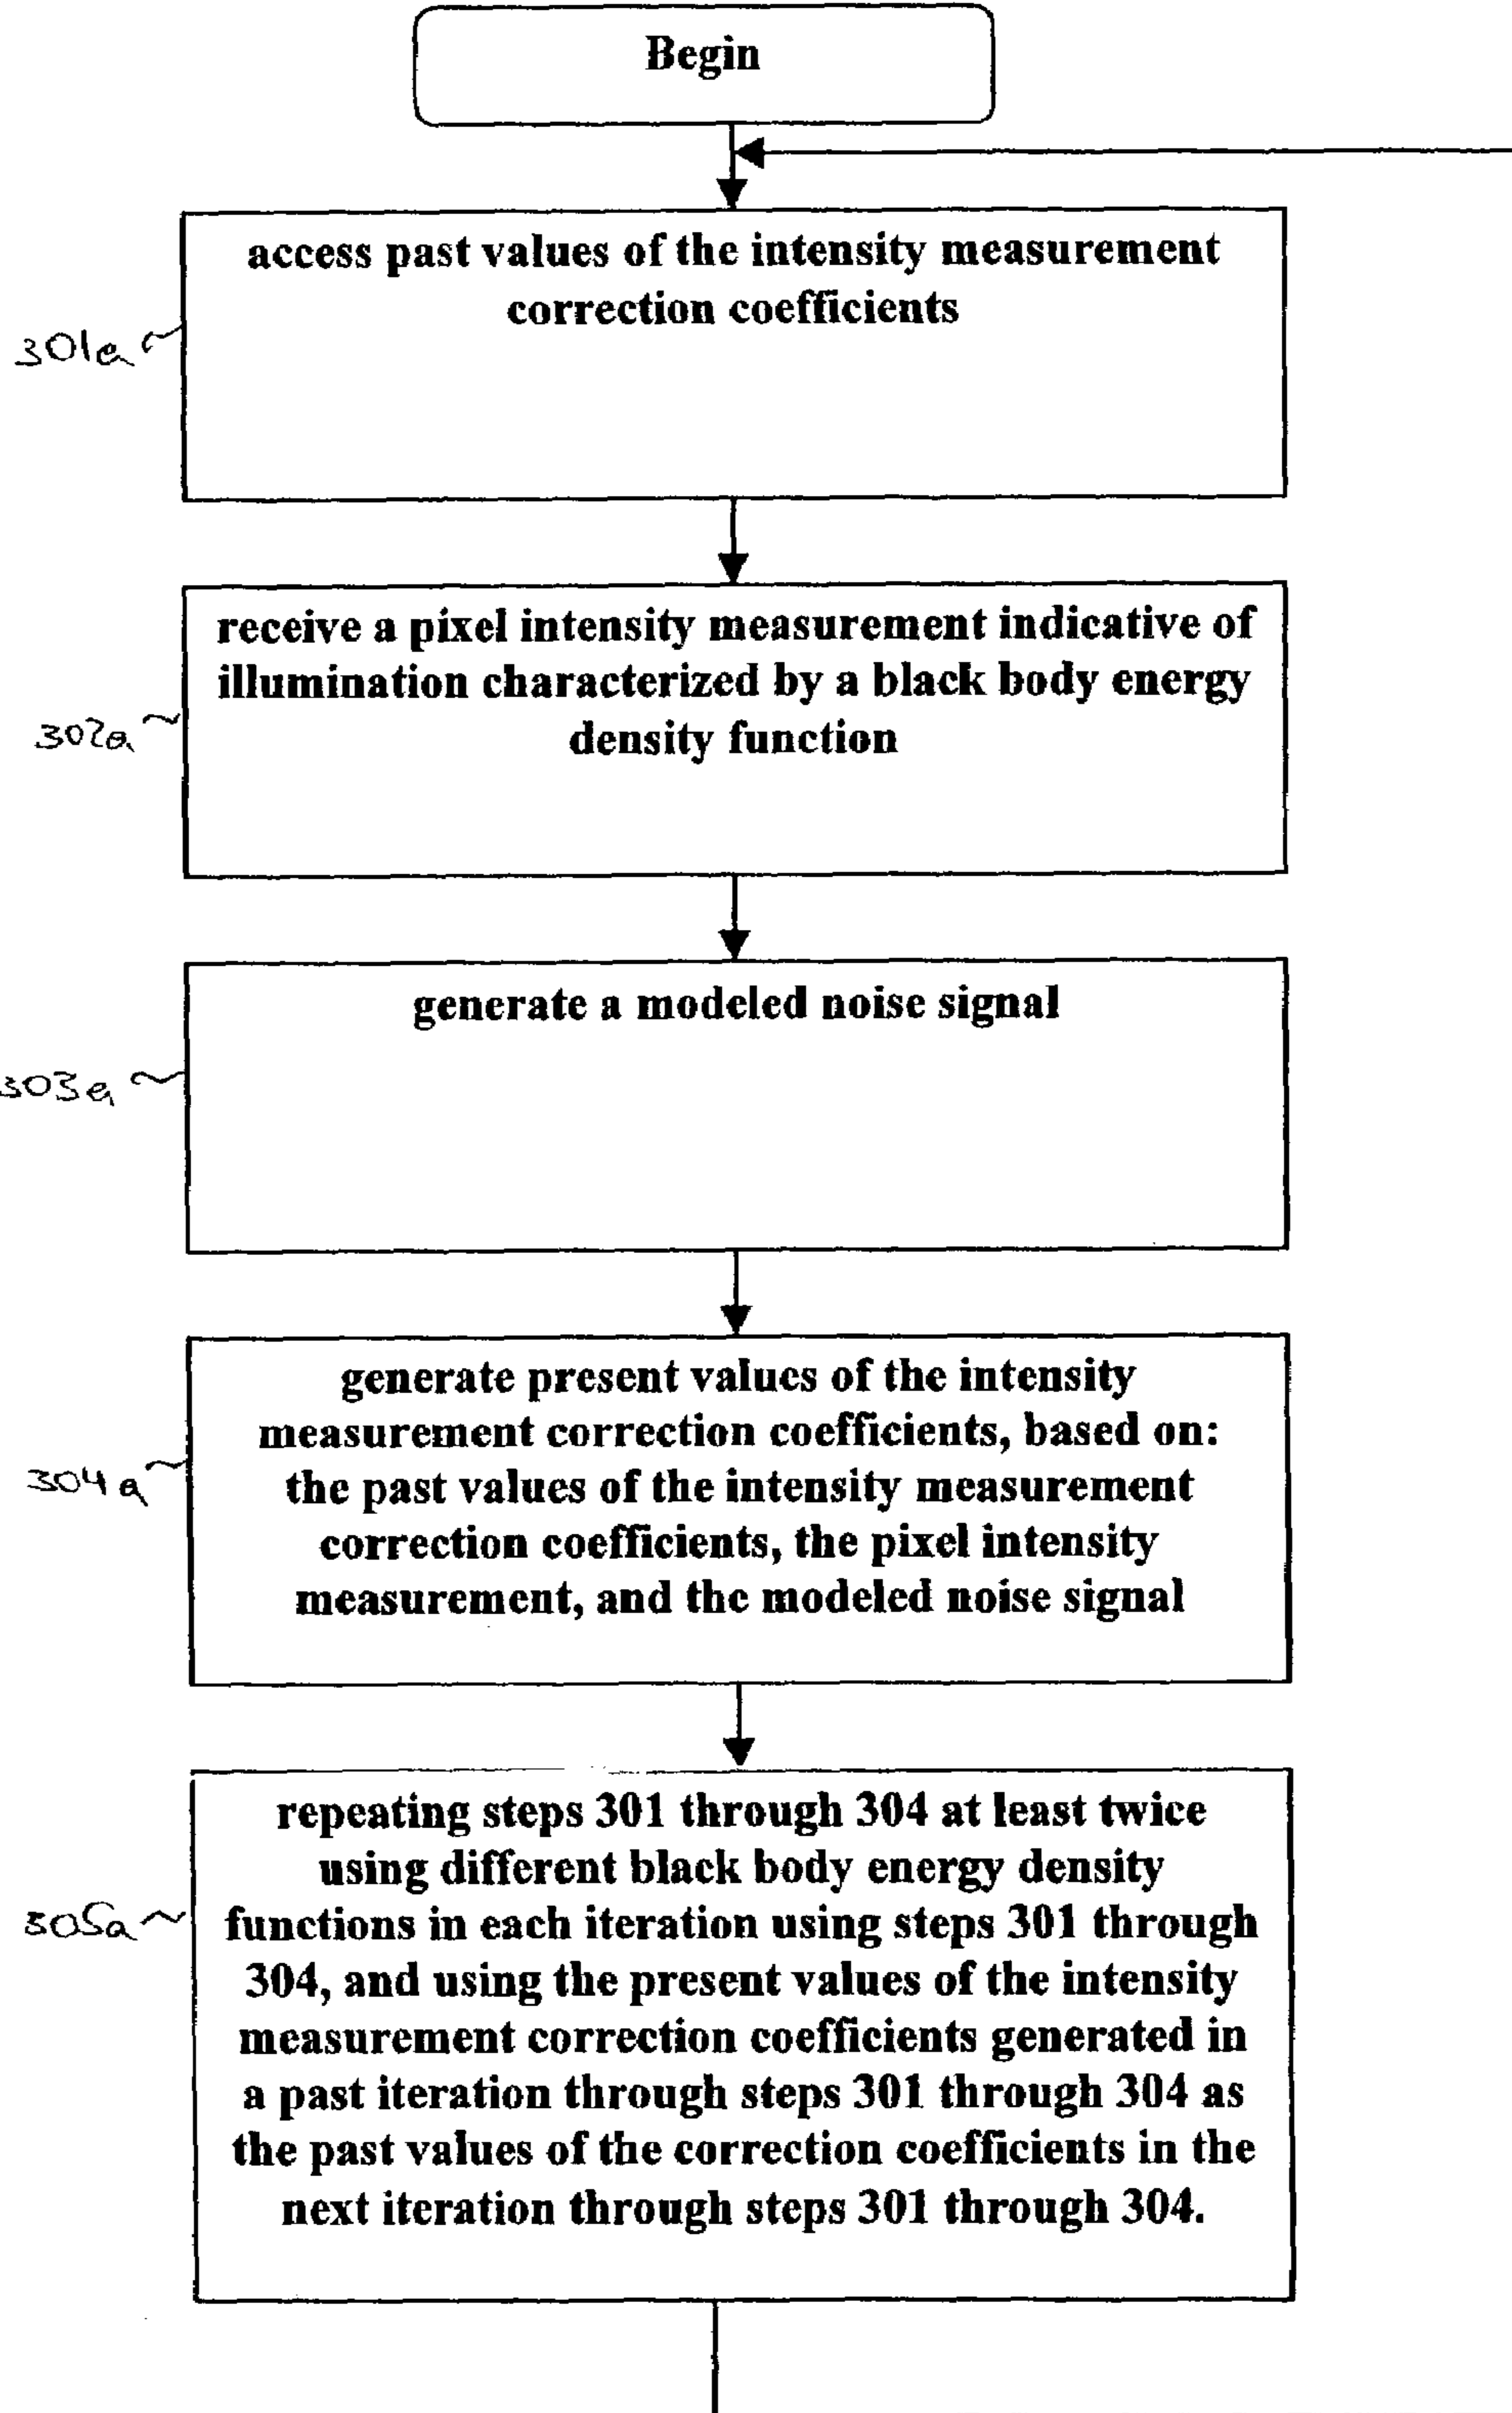 Begin
access past values of the intensity measurement
correction coefficients
301a
receive a pixel intensity measurement indicative of
illumination characterized by a black body energy
density function
302a
generate a modeled noise signal
303a
generate present values of the intensity
measurement correction coefficients, based on:
the past values of the intensity measurement
correction coefficients, the pixel intensity
measurement, and the modeled noise signal
304a
repeating steps 301 through 304 at least twice
using different black body energy density
functions in each iteration using steps 301 through
304, and using the present values of the intensity
measurement correction coefficients generated in
a past iteration through steps 301 through 304 as
the past values of the correction coefficients in the
next iteration through steps 301 through 304.
305a